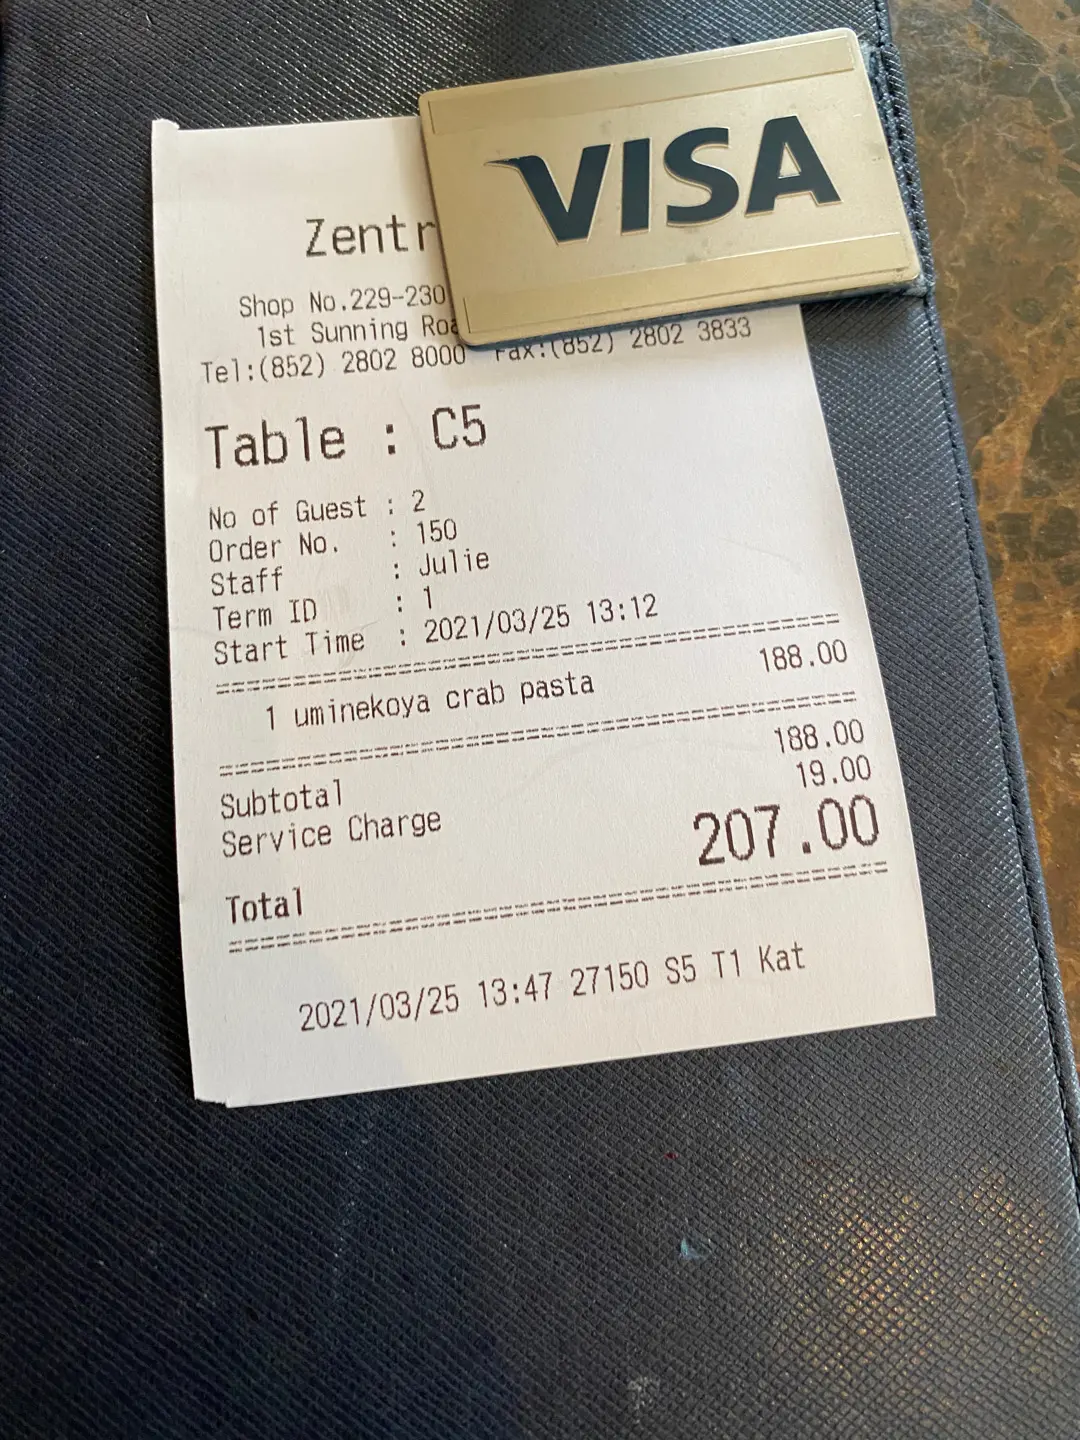 VISA
Zentr
Shop No.229-230
1st Sunning Roa
Tel:(852) 2802 8000 Fax:(852) 2802 3833
Table : C5
No of Guest : 2
Order No. : 150
Staff : Julie
Term ID : 1
Start Time : 2021/03/25 13:12
1 uminekoya crab pasta 188.00
Subtotal 188.00
Service Charge 19.00
Total 207.00
2021/03/25 13:47 27150 S5 T1 Kat